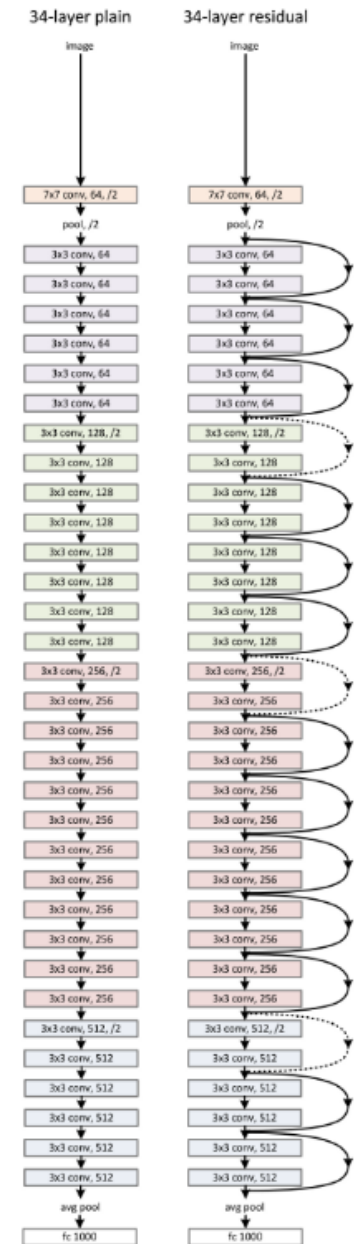 34-layer plain
image
7x7 conv, 64, /2
pool, /2
3x3 conv, 64
3x3 conv, 64
3x3 conv, 64
3x3 conv, 64
3x3 conv, 64
3x3 conv, 64
3x3 conv, 128, /2
3x3 conv, 128
3x3 conv, 128
3x3 conv, 128
3x3 conv, 128
3x3 conv, 128
3x3 conv, 128
3x3 conv, 128
3x3 conv, 256, /2
3x3 conv, 256
3x3 conv, 256
3x3 conv, 256
3x3 conv, 256
3x3 conv, 256
3x3 conv, 256
3x3 conv, 256
3x3 conv, 256
3x3 conv, 256
3x3 conv, 256
3x3 conv, 256
3x3 conv, 512, /2
3x3 conv, 512
3x3 conv, 512
3x3 conv, 512
3x3 conv, 512
3x3 conv, 512
avg pool
fc 1000
34-layer residual
image
7x7 conv, 64, /2
pool, /2
3x3 conv, 64
3x3 conv, 64
3x3 conv, 64
3x3 conv, 64
3x3 conv, 64
3x3 conv, 64
3x3 conv, 128, /2
3x3 conv, 128
3x3 conv, 128
3x3 conv, 128
3x3 conv, 128
3x3 conv, 128
3x3 conv, 128
3x3 conv, 128
3x3 conv, 256, /2
3x3 conv, 256
3x3 conv, 256
3x3 conv, 256
3x3 conv, 256
3x3 conv, 256
3x3 conv, 256
3x3 conv, 256
3x3 conv, 256
3x3 conv, 256
3x3 conv, 256
3x3 conv, 256
3x3 conv, 512, /2
3x3 conv, 512
3x3 conv, 512
3x3 conv, 512
3x3 conv, 512
3x3 conv, 512
avg pool
fc 1000